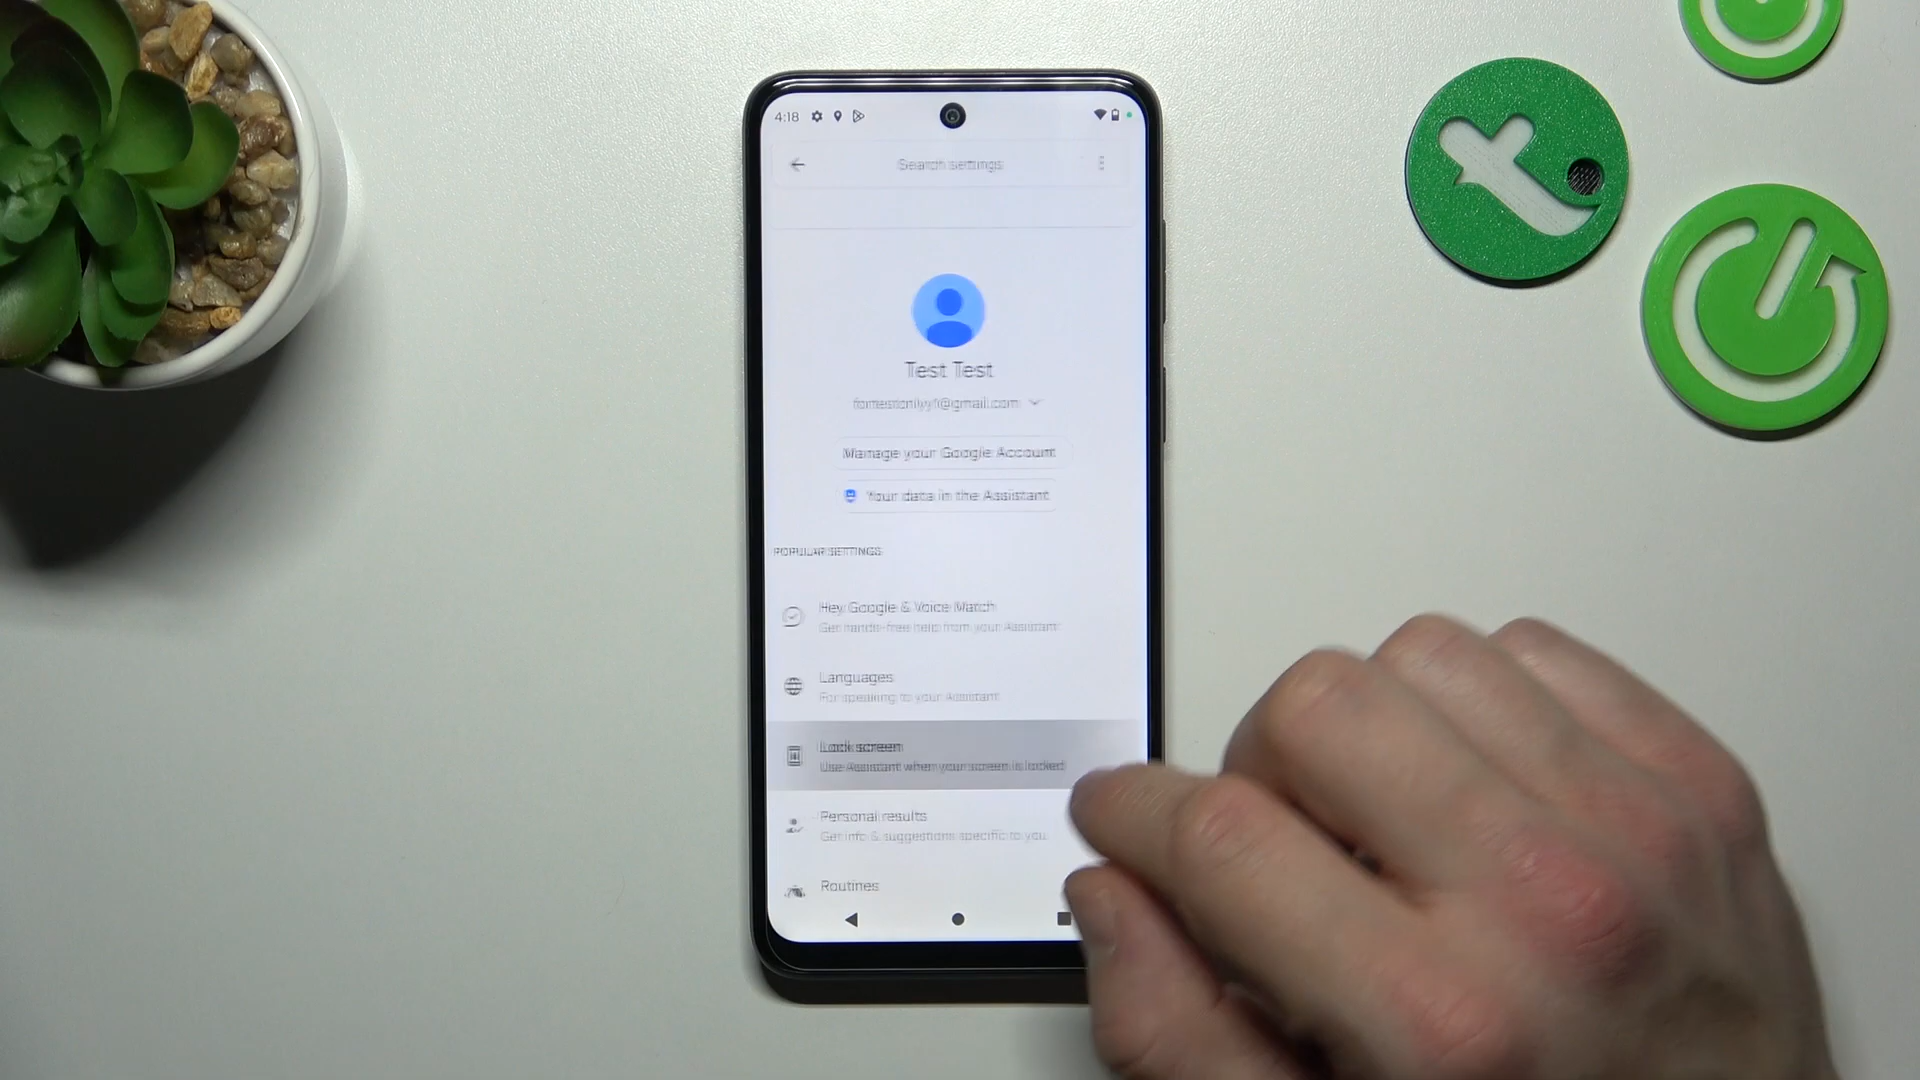 4:18
Search settings
Test Test
Manage your Google Account
Your data in the Assistant
POPULAR SETTINGS
Hey Google & Voice Match
Get hands-free help from your Assistant
Languages
For speaking to your Assistant
Lock screen
Use Assistant when your screen is locked
Personal results
Get info & suggestions specific to you
Routines